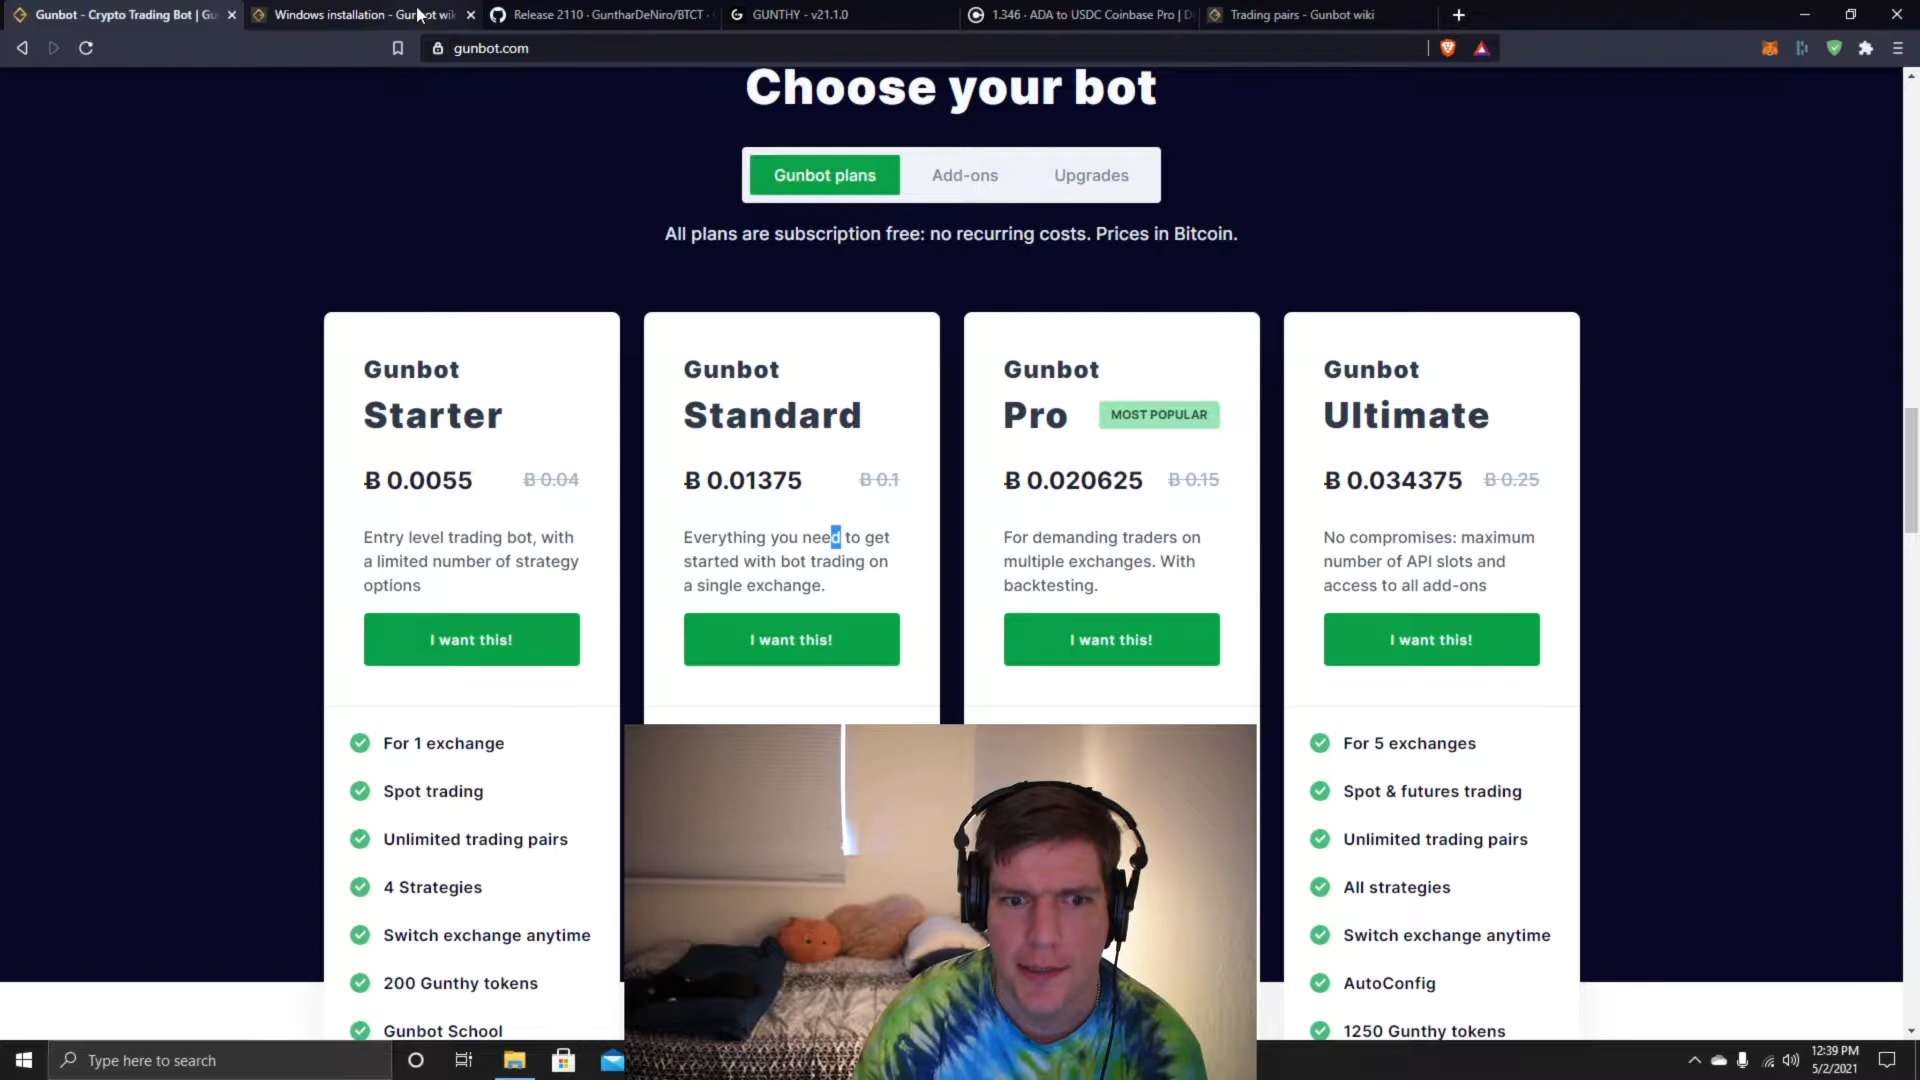 Gunbot - Crypto Trading Bot | Gu
Windows installation - Gunbot wik
Release 2110 · GuntharDeNiro/BTCT
GUNTHY - v21.1.0
1.346 · ADA to USDC Coinbase Pro | D
Trading pairs - Gunbot wiki
gunbot.com
Choose your bot
Gunbot plans
Add-ons
Upgrades
All plans are subscription free: no recurring costs. Prices in Bitcoin.
Gunbot
Starter
Ƀ 0.0055
Ƀ 0.04
Entry level trading bot, with
a limited number of strategy
options
I want this!
For 1 exchange
Spot trading
Unlimited trading pairs
4 Strategies
Switch exchange anytime
200 Gunthy tokens
Gunbot School
Gunbot
Standard
Ƀ 0.01375
Ƀ 0.1
Everything you need to get
started with bot trading on
a single exchange.
I want this!
Gunbot
Pro
MOST POPULAR
Ƀ 0.020625
Ƀ 0.15
For demanding traders on
multiple exchanges. With
backtesting.
I want this!
Gunbot
Ultimate
Ƀ 0.034375
Ƀ 0.25
No compromises: maximum
number of API slots and
access to all add-ons
I want this!
For 5 exchanges
Spot & futures trading
Unlimited trading pairs
All strategies
Switch exchange anytime
AutoConfig
1250 Gunthy tokens
Type here to search
12:39 PM
5/2/2021